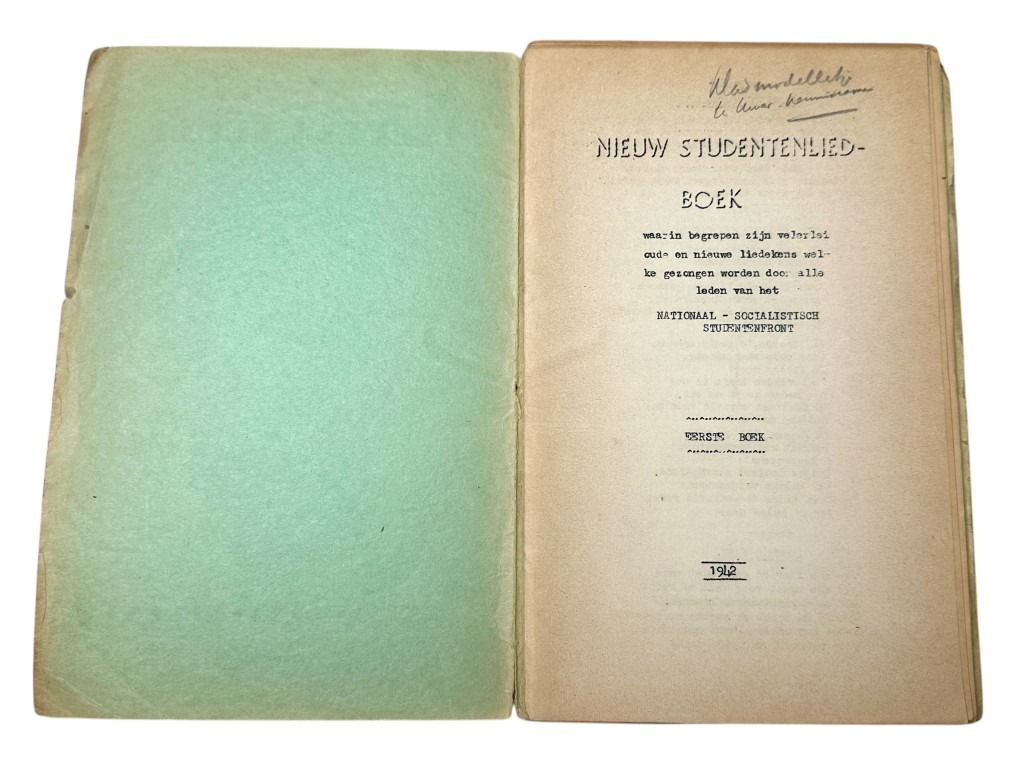 te
NIEUW STUDENTENLIED-
BOEK
waarin begrepen zijn velerlei
oude en nieuwe liedekens wel-
ke gezongen worden door alle
leden van het
NATIONAAL - SOCIALISTISCH
STUDENTENFRONT
EERSTE BOEK
1942